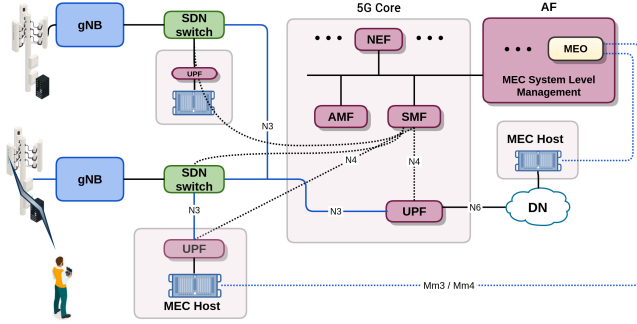 5G Core
AF
gNB
SDN
switch
UPF
N3
NEF
AMF
SMF
MEO
MEC System Level
Management
N4
N4
MEC Host
gNB
SDN
switch
N3
N3
UPF
N6
DN
UPF
MEC Host
Mm3 / Mm4